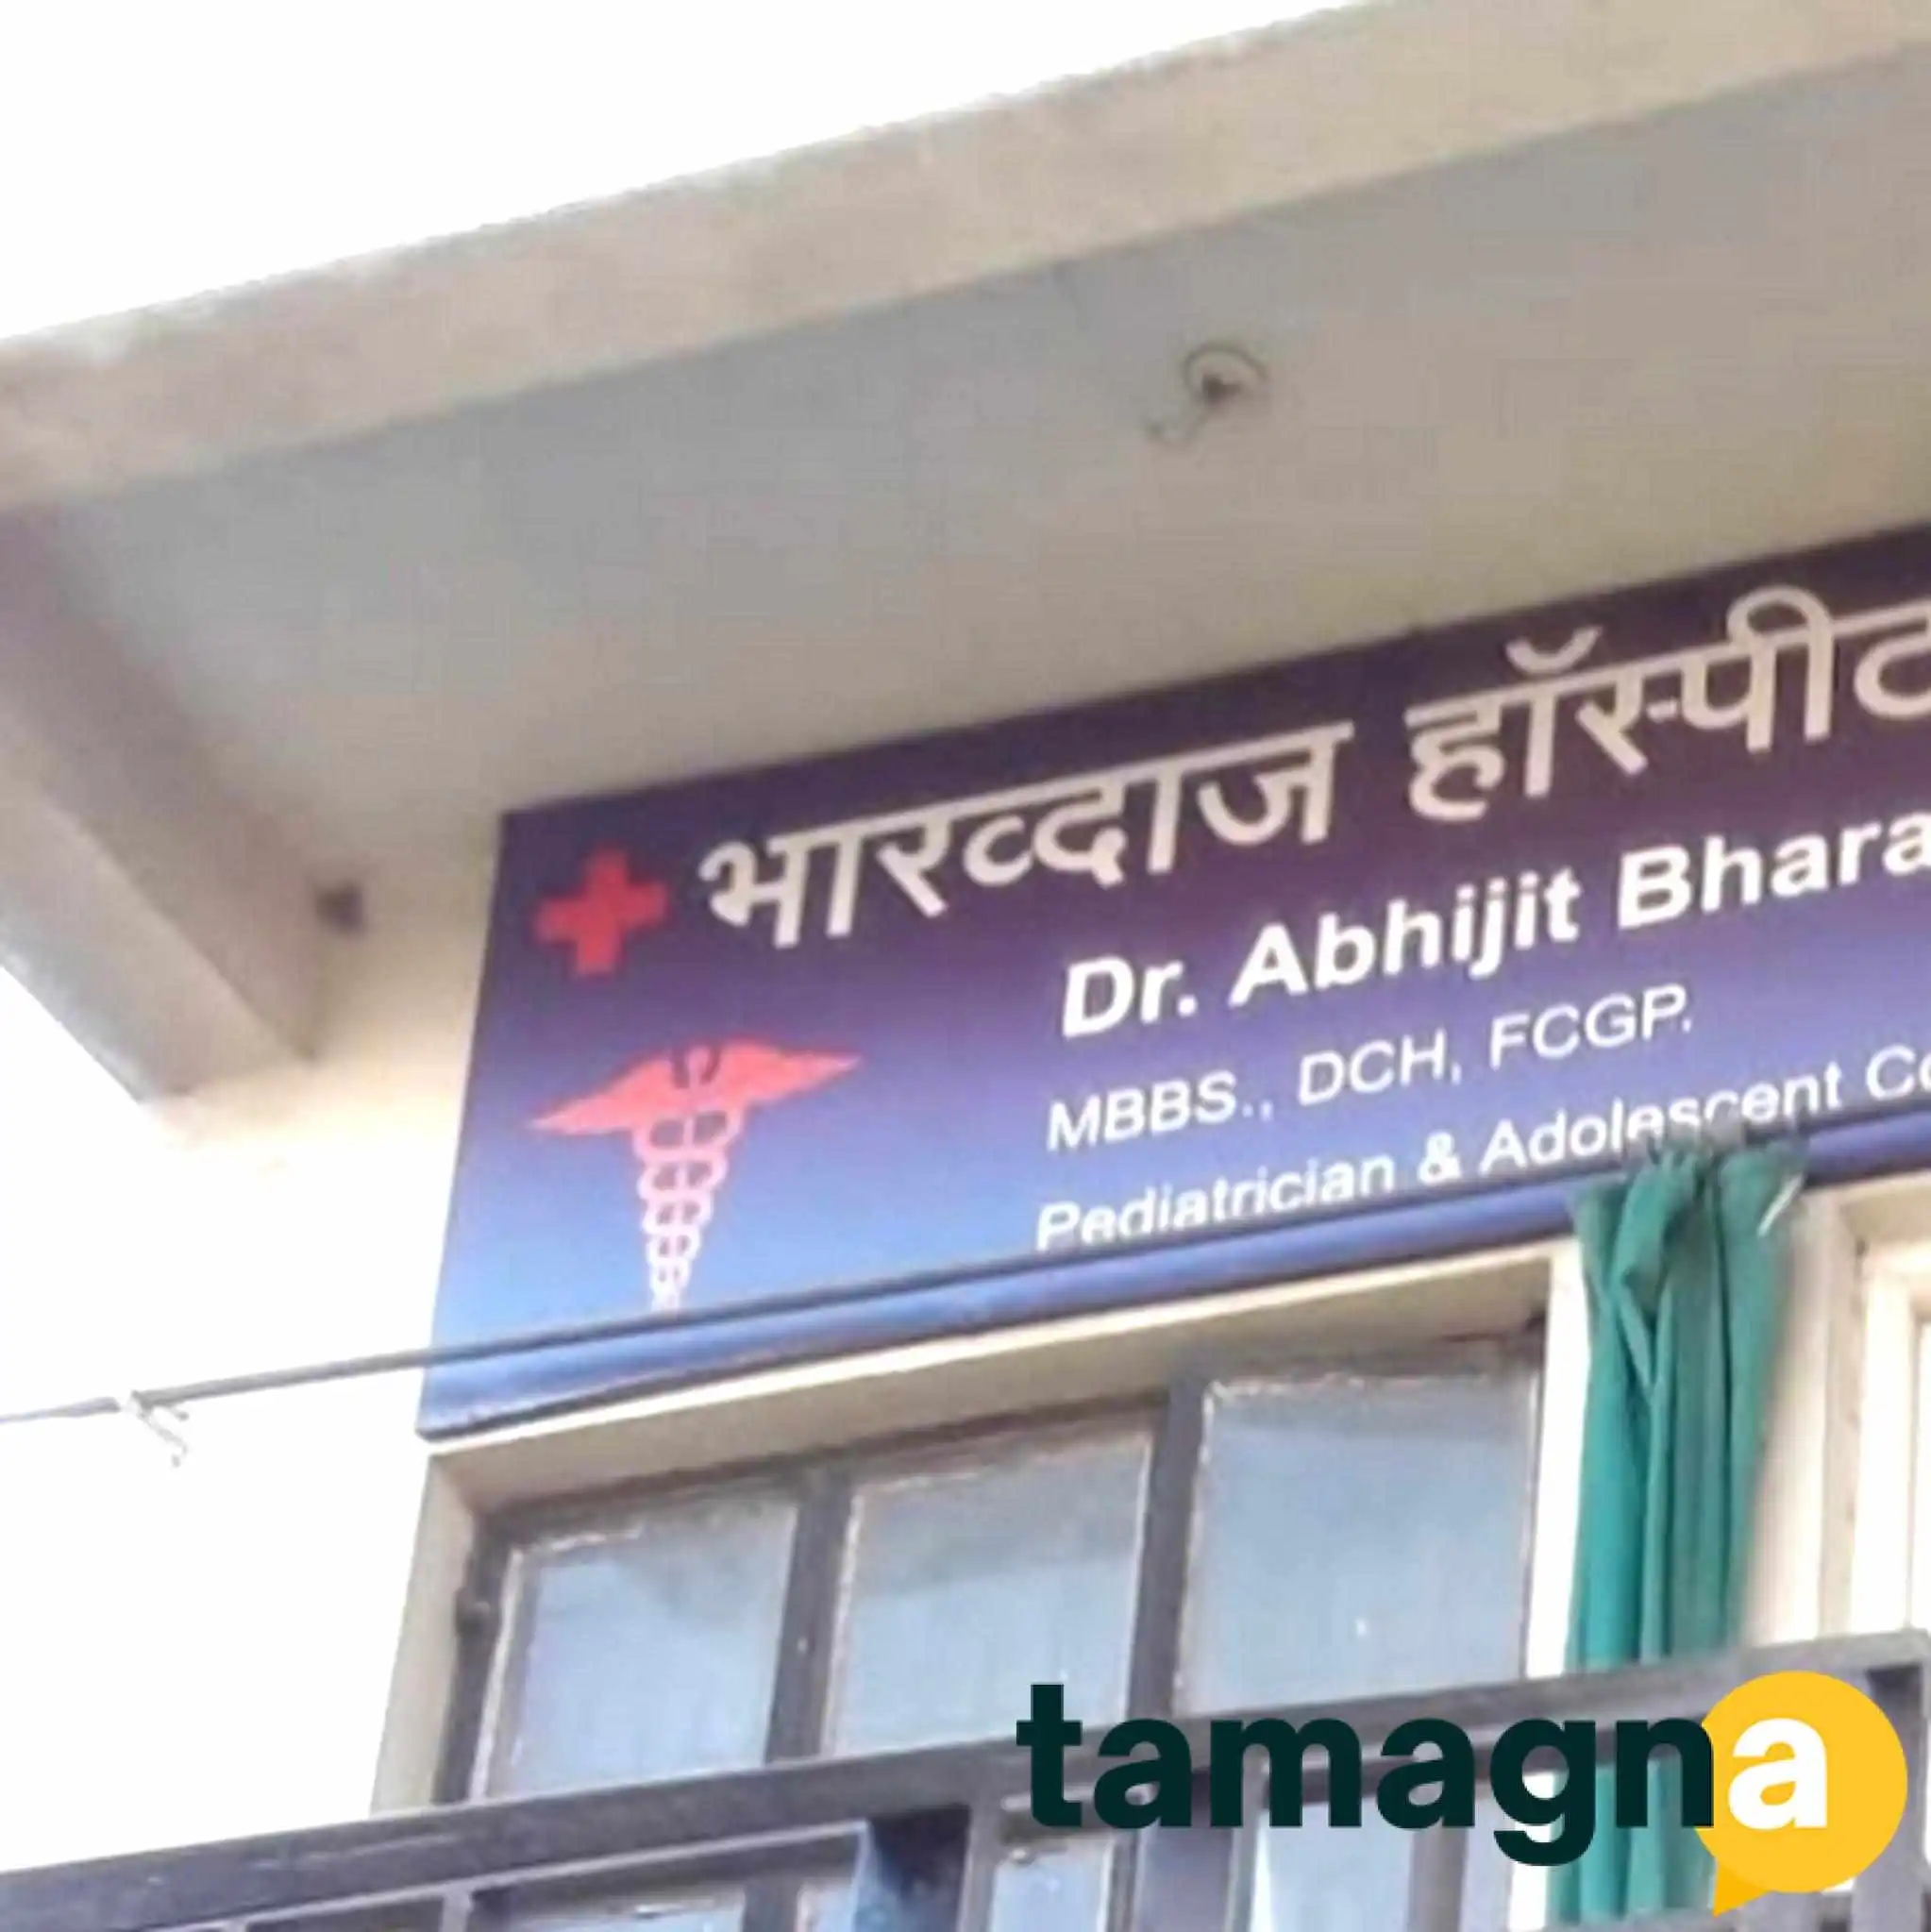 भारव्दाज हॉस्पीट
Dr. Abhijit Bhara
MBBS., DCH, FCGP.
Pediatrician & Adolescent Co
tamagna